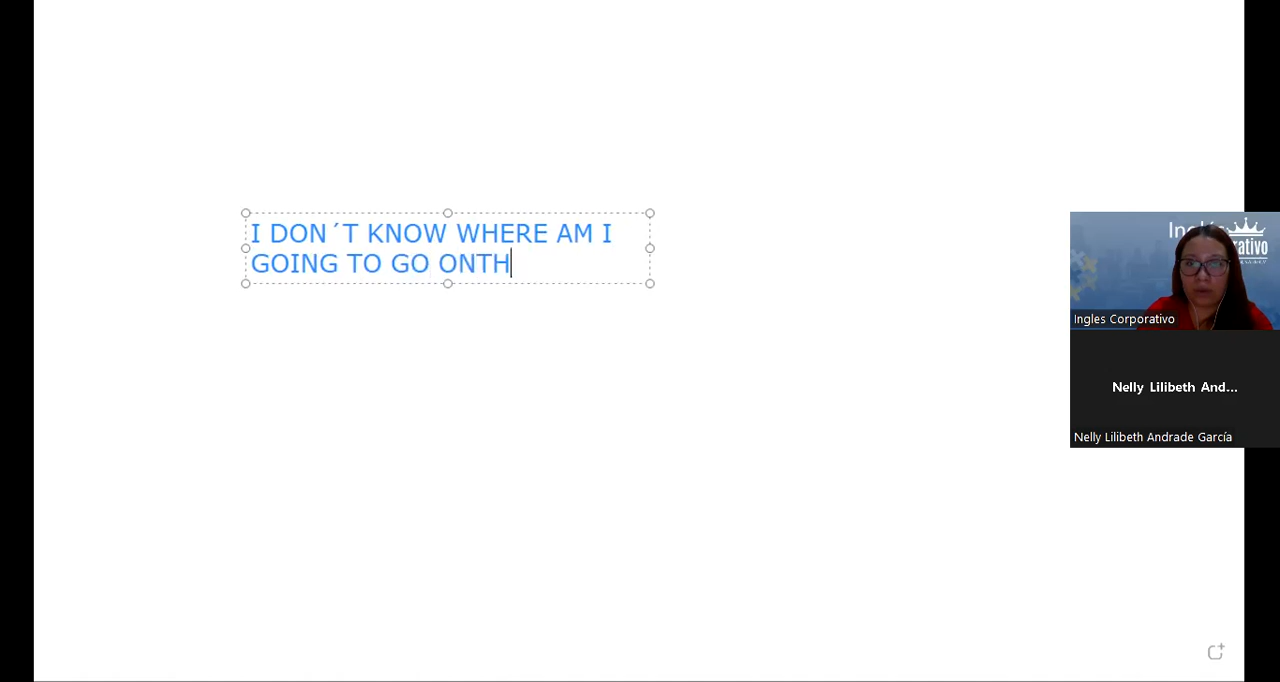 I DON´T KNOW WHERE AM I
GOING TO GO ONTH
Ingles Corporativo
Nelly Lilibeth And...
Nelly Lilibeth Andrade García